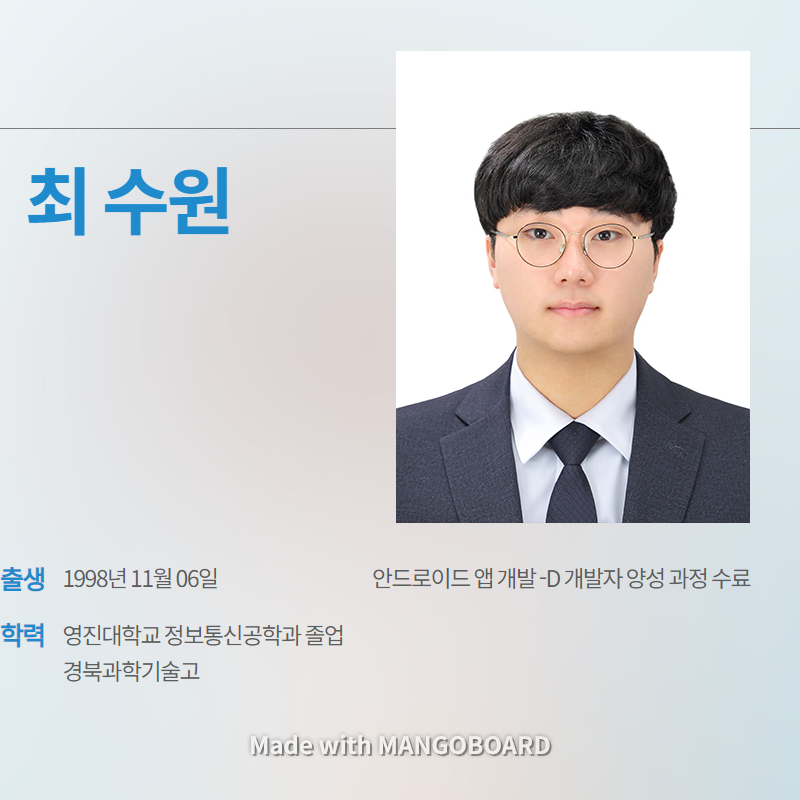 최 수원
출생 1998년 11월 06일
안드로이드 앱 개발 -D 개발자 양성 과정 수료
학력 영진대학교 정보통신공학과 졸업
경북과학기술고
Made with MANGOBOARD